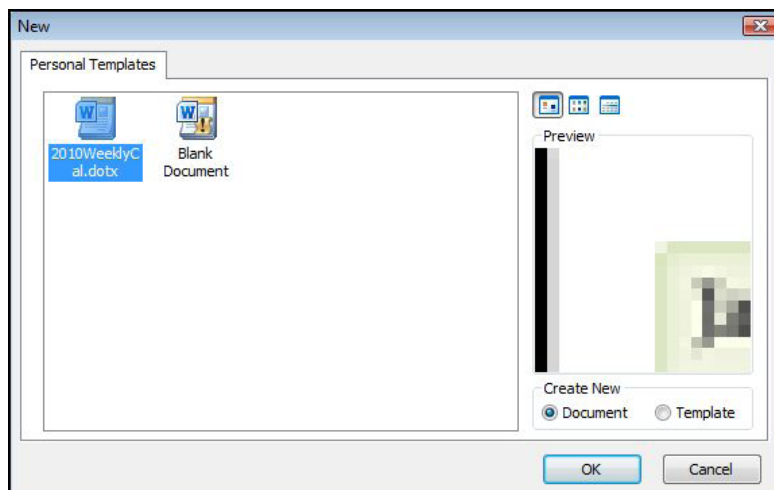 New
Personal Templates
2010WeeklyC
al.dotx
Blank
Document
Preview
Create New
Document
Template
OK
Cancel